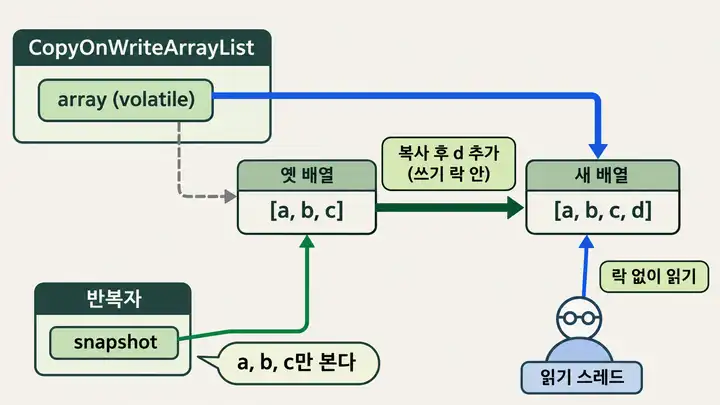 CopyOnWriteArrayList
array (volatile)
복사 후 d 추가
(쓰기 락 안)
옛 배열
[a, b, c]
새 배열
[a, b, c, d]
락 없이 읽기
반복자
snapshot
a, b, c만 본다
읽기 스레드